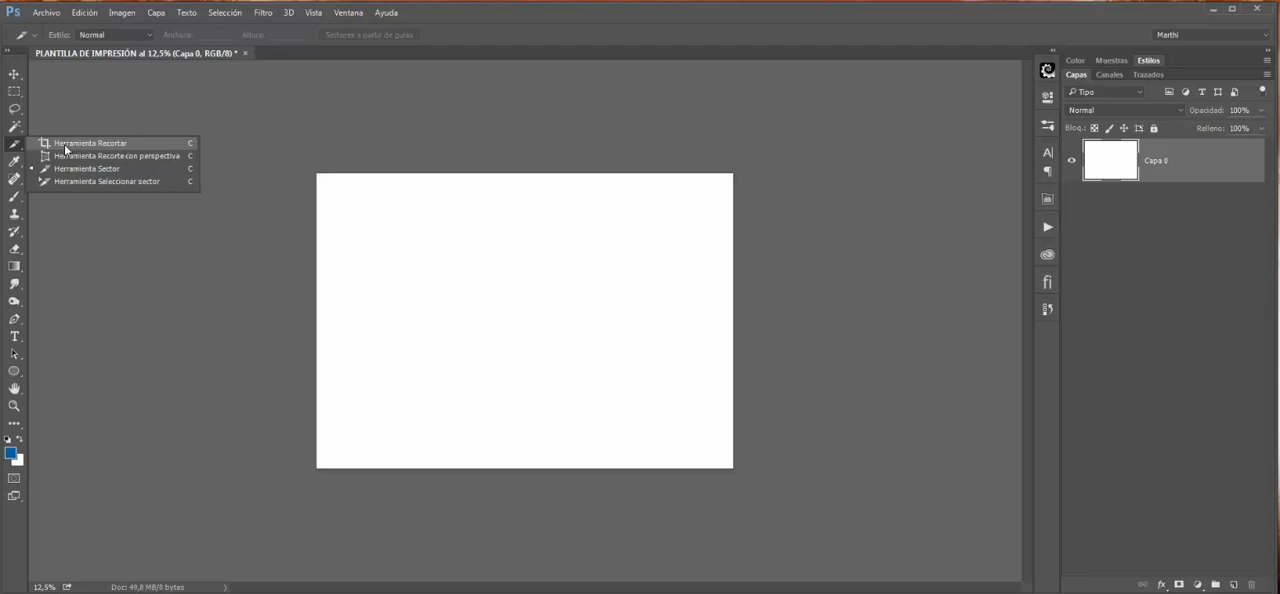 Ps Archivo Edición Imagen Capa Texto Selección Filtro 3D Vista Ventana Ayuda
Estilo: Normal Anchura: Altura: Sectores a partir de guías Marthi
PLANTILLA DE IMPRESIÓN al 12,5% (Capa 0, RGB/8) * ×
Color Muestras Estilos
Capas Canales Trazados
Tipo
Normal Opacidad: 100%
Bloq.: Relleno: 100%
Capa 0
Herramienta Recortar C
Herramienta Recorte con perspectiva C
Herramienta Sector C
Herramienta Seleccionar sector C
12,5% Doc: 49,8 MB/0 bytes